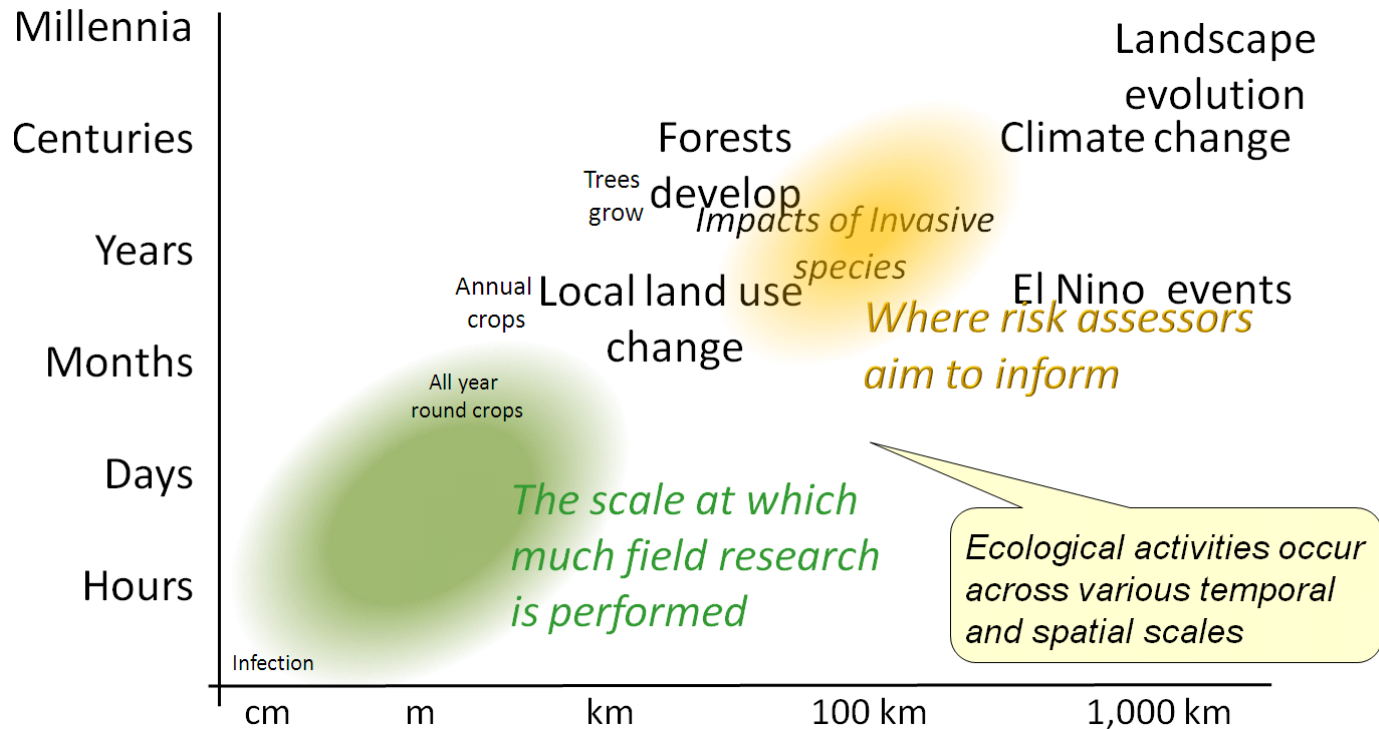 Millennia
Centuries
Years
Months
Days
Hours
Landscape
evolution
Climate change
Forests
develop
Trees
grow
Impacts of Invasive
species
Annual
crops
Local land use
change
El Nino events
Where risk assessors
aim to inform
All year
round crops
The scale at which
much field research
is performed
Ecological activities occur
across various temporal
and spatial scales
Infection
cm m km 100 km 1,000 km